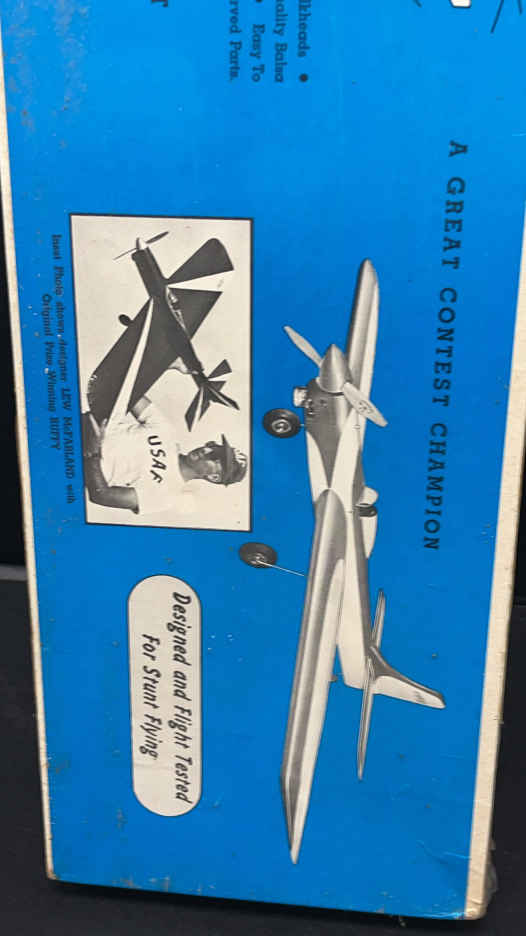 A GREAT CONTEST CHAMPION
lkheads •
ality Balsa
• Easy To
rved Parts.
T
USAF
Inset Photo shows designer LEW McFARLAND with
Original Prize Winning RUFFY
Designed and Flight Tested
For Stunt Flying